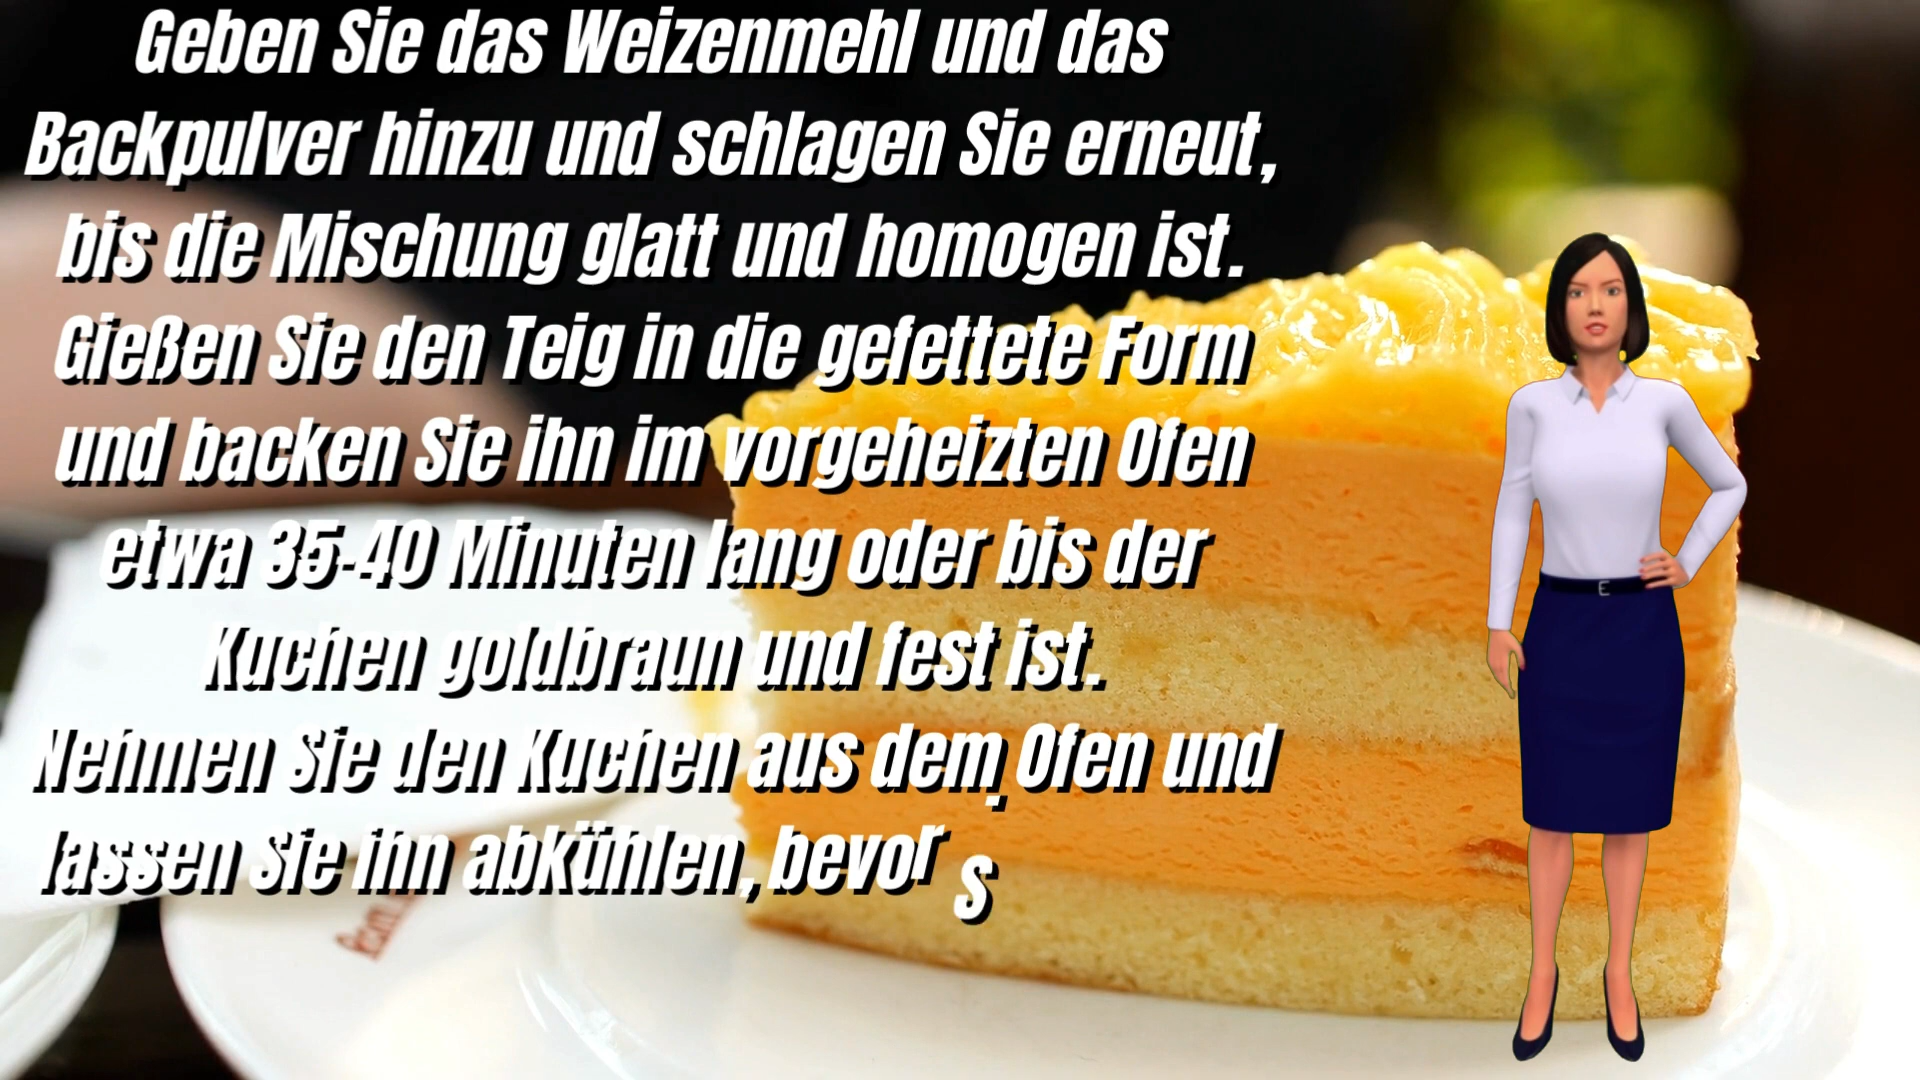 Geben Sie das Weizenmehl und das
Backpulver hinzu und schlagen Sie erneut,
bis die Mischung glatt und homogen ist.
Gießen Sie den Teig in die gefettete Form
und backen Sie ihn im vorgeheizten Ofen
etwa 35-40 Minuten lang oder bis der
Kuchen goldbraun und fest ist.
Nehmen Sie den Kuchen aus dem Ofen und
lassen Sie ihn abkühlen, bevor s